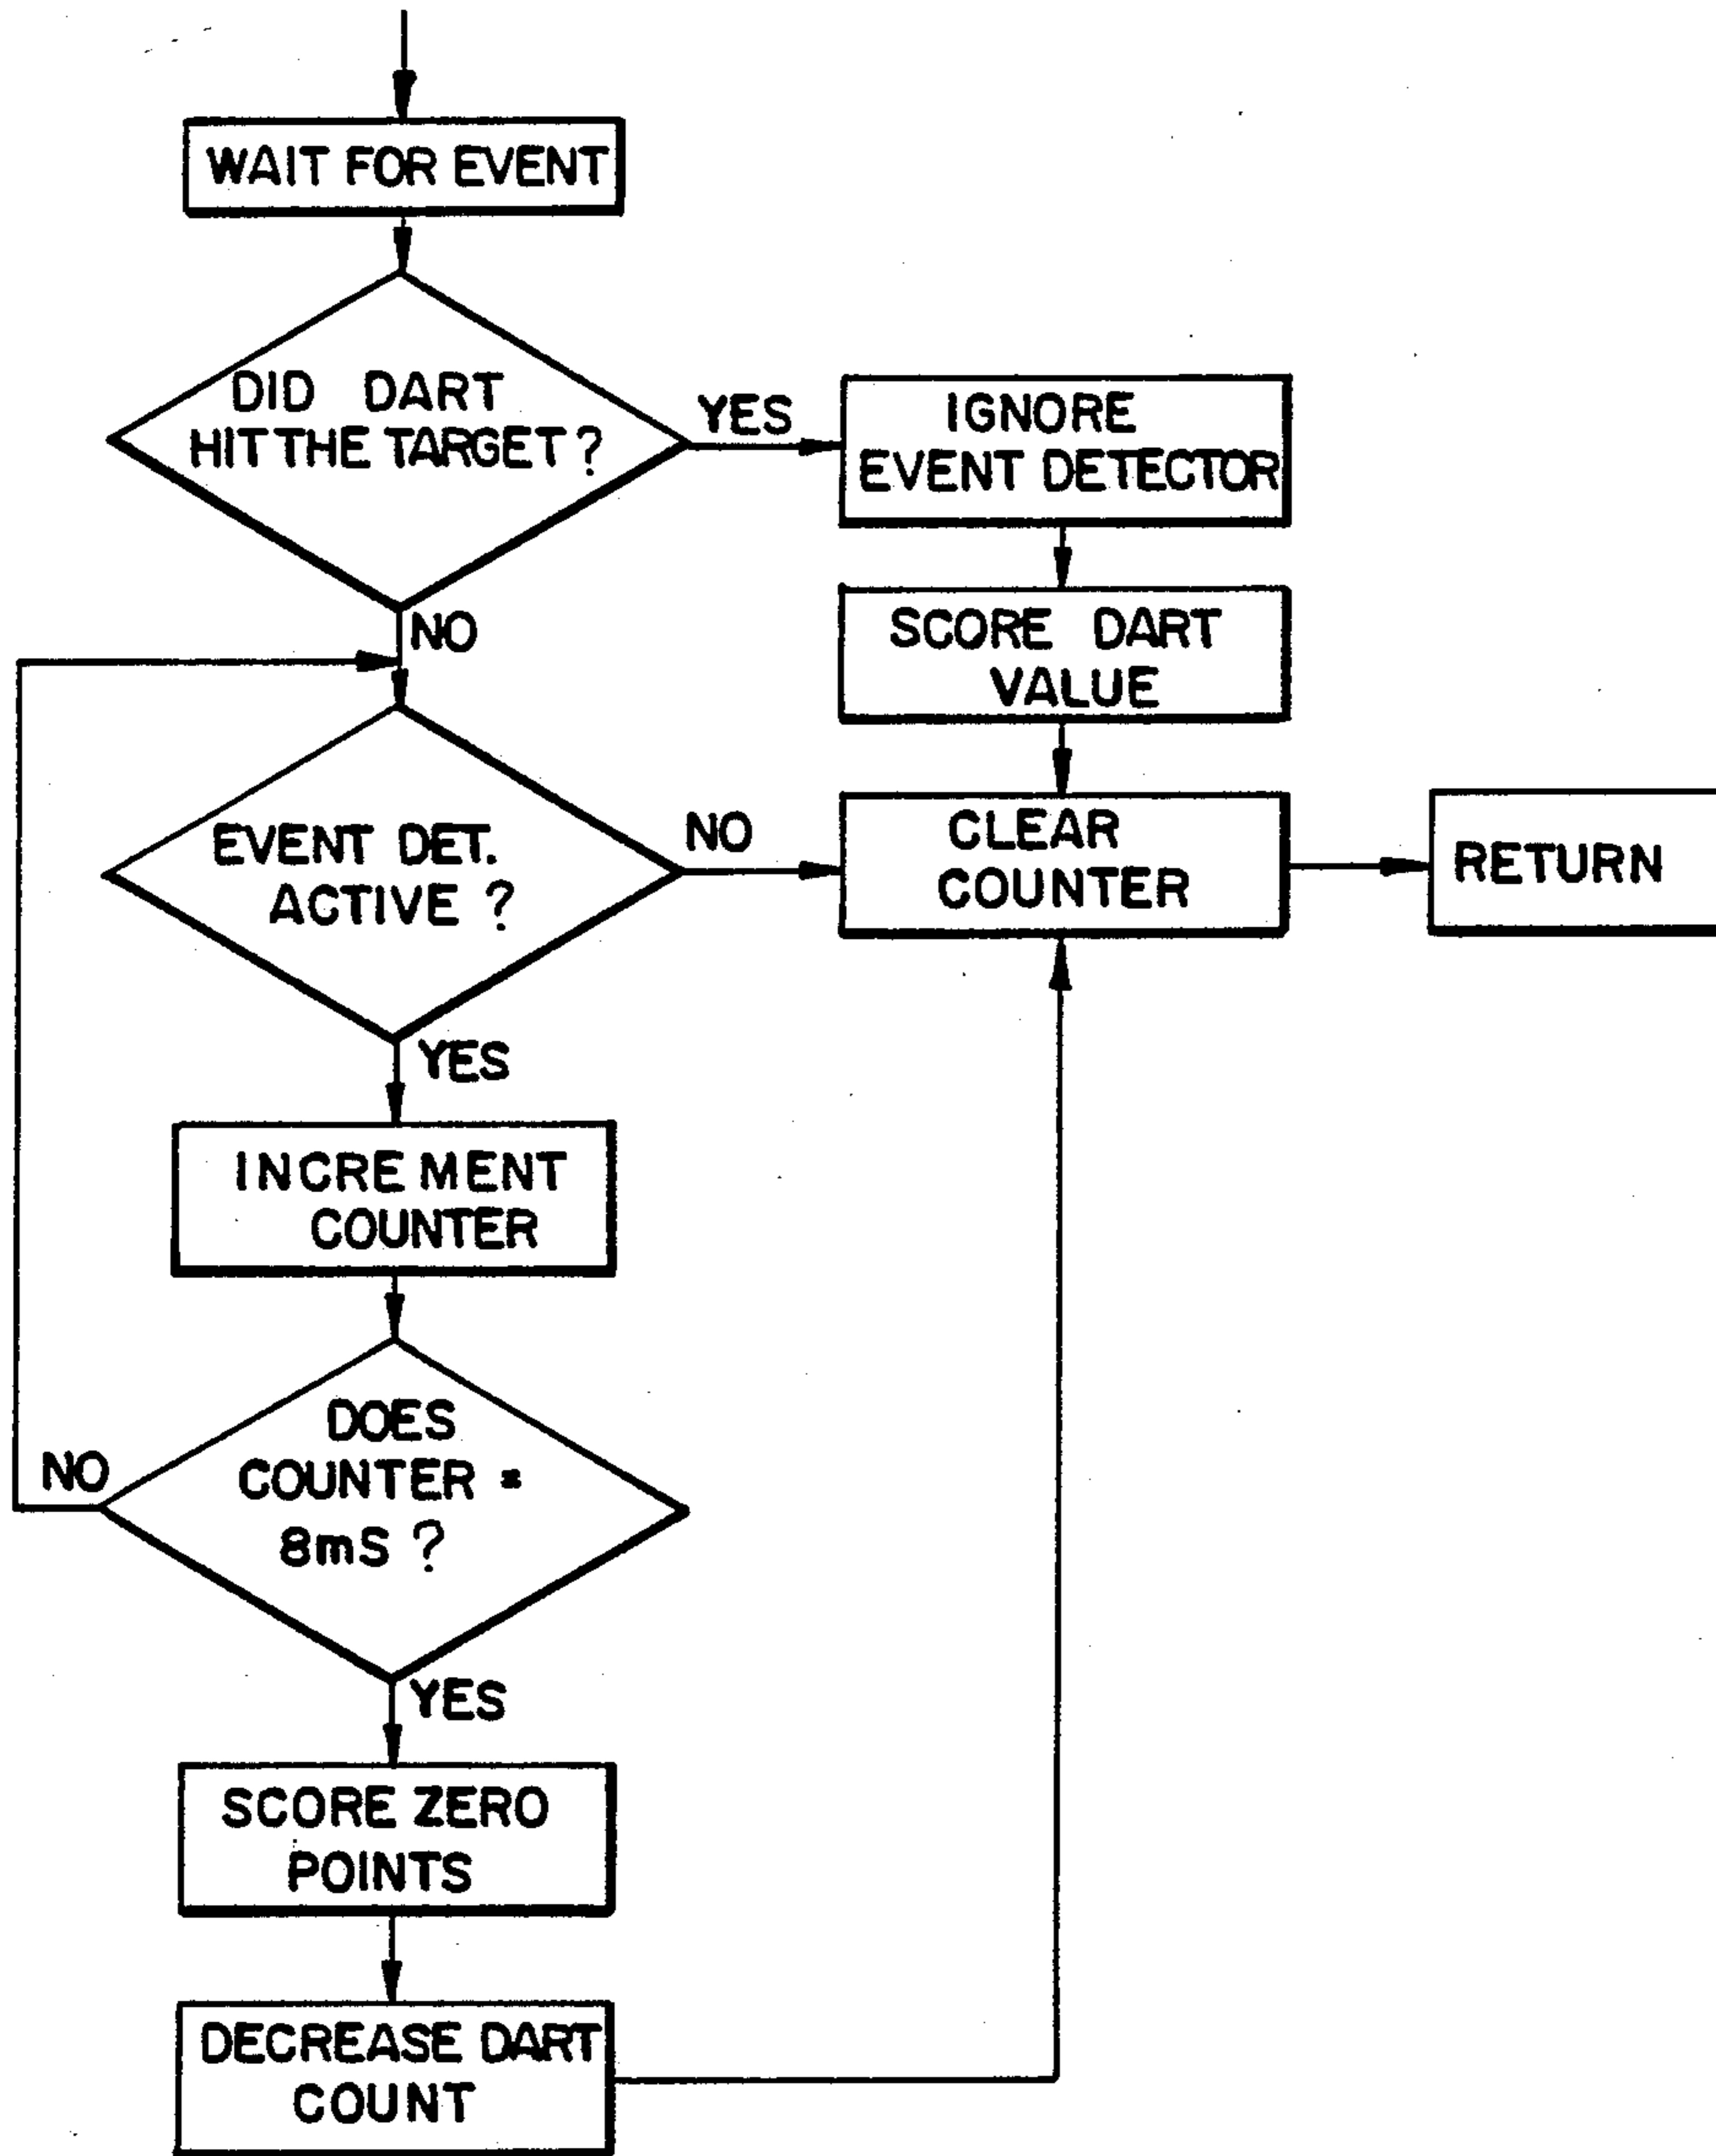 WAIT FOR EVENT
DID DART
HIT THE TARGET?
YES
IGNORE
EVENT DETECTOR
NO
SCORE DART
VALUE
EVENT DET.
ACTIVE?
NO
CLEAR
COUNTER
RETURN
YES
INCREMENT
COUNTER
DOES
COUNTER =
8mS?
NO
YES
SCORE ZERO
POINTS
DECREASE DART
COUNT